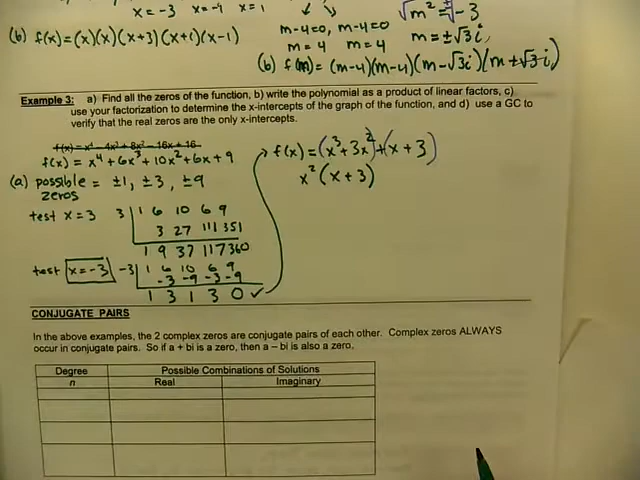 x = -3 x = -4 x = 1
√m² = ±√-3
(b) f(x) = (x)(x)(x+3)(x+1)(x-1)
m-4=0, m-4=0
m = 4 m = 4
m = ±√3i
(b) f(m) = (m-4)(m-4)(m-√3i)(m+√3i)
Example 3: a) Find all the zeros of the function, b) write the polynomial as a product of linear factors, c)
use your factorization to determine the x-intercepts of the graph of the function, and d) use a GC to
verify that the real zeros are the only x-intercepts.
f(x) = x⁴ - 4x³ + 8x² - 16x + 16
f(x) = x⁴ + 6x³ + 10x² + 6x + 9
f(x) = (x³ + 3x²) + (x + 3)
x² (x + 3)
(a) possible = ±1, ±3, ±9
zeros
test x = 3 3 | 1 6 10 6 9
3 27 111 351
1 9 37 117 360
test x = -3 -3 | 1 6 10 6 9
-3 -9 -3 -9
1 3 1 3 0 ✓
CONJUGATE PAIRS
In the above examples, the 2 complex zeros are conjugate pairs of each other. Complex zeros ALWAYS
occur in conjugate pairs. So if a + bi is a zero, then a – bi is also a zero.
Degree Possible Combinations of Solutions
n Real Imaginary